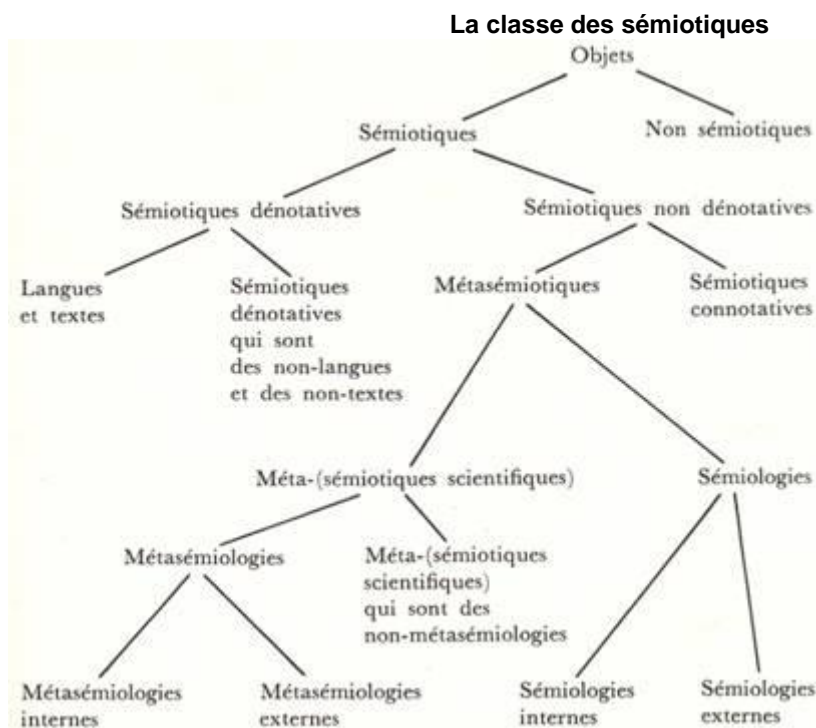 La classe des sémiotiques
Objets
Sémiotiques
Non sémiotiques
Sémiotiques dénotatives
Sémiotiques non dénotatives
Langues
et textes
Sémiotiques
dénotatives
qui sont
des non-langues
et des non-textes
Métasémiotiques
Sémiotiques
connotatives
Méta-(sémiotiques scientifiques)
Sémiologies
Métasémiologies
Méta-(sémiotiques
scientifiques)
qui sont des
non-métasémiologies
Métasémiologies
internes
Métasémiologies
externes
Sémiologies
internes
Sémiologies
externes